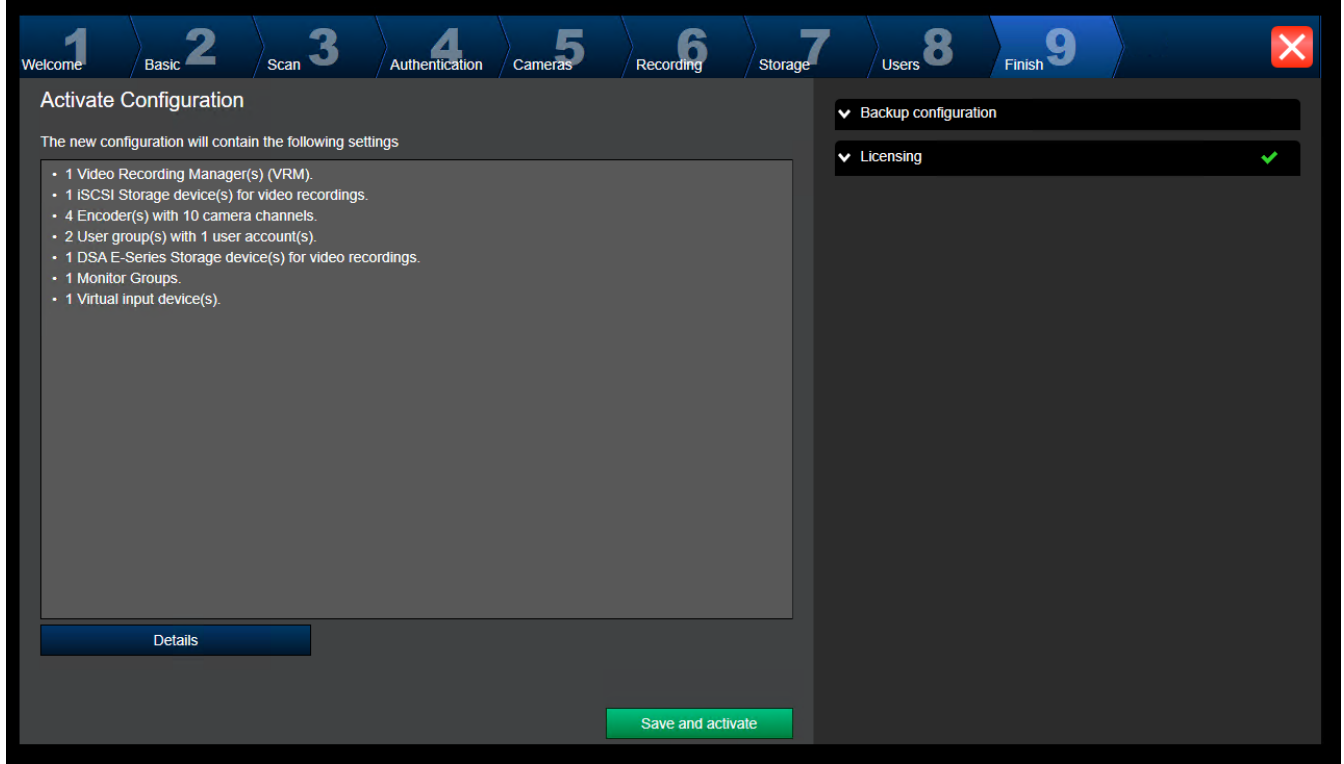 1 Welcome
2 Basic
3 Scan
4 Authentication
5 Cameras
6 Recording
7 Storage
8 Users
9 Finish
Activate Configuration
The new configuration will contain the following settings
• 1 Video Recording Manager(s) (VRM).
• 1 iSCSI Storage device(s) for video recordings.
• 4 Encoder(s) with 10 camera channels.
• 2 User group(s) with 1 user account(s).
• 1 DSA E-Series Storage device(s) for video recordings.
• 1 Monitor Groups.
• 1 Virtual input device(s).
Details
Save and activate
Backup configuration
Licensing